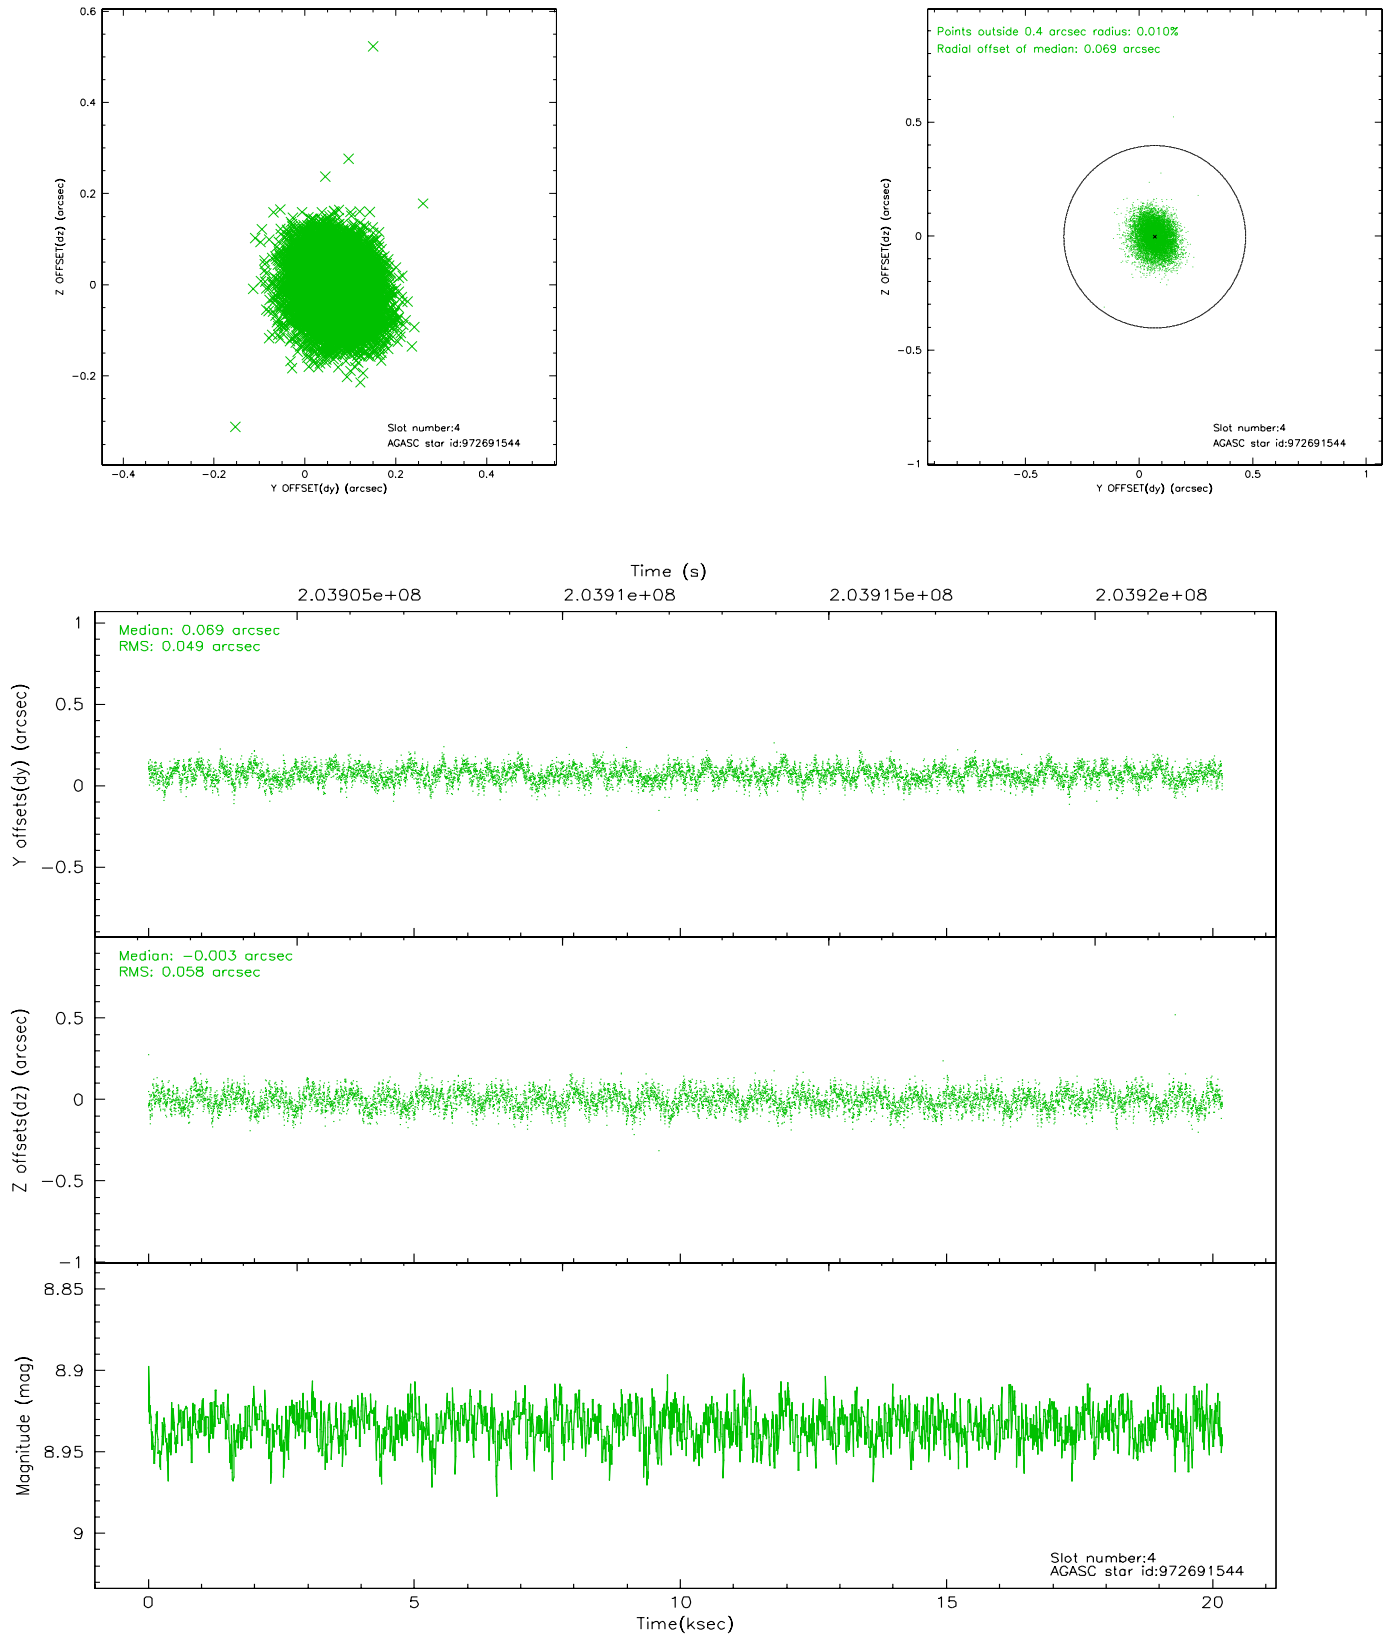 0.6
0.4
0.2
0
−0.2
Z OFFSET(dz) (arcsec)
−0.4
−0.2
0
0.2
0.4
Y OFFSET(dy) (arcsec)
Slot number:4
AGASC star id:972691544
Points outside 0.4 arcsec radius: 0.010%
Radial offset of median: 0.069 arcsec
0.5
0
−0.5
−1
Z OFFSET(dz) (arcsec)
−0.5
0
0.5
1
Y OFFSET(dy) (arcsec)
Slot number:4
AGASC star id:972691544
Time (s)
2.03905e+08
2.0391e+08
2.03915e+08
2.0392e+08
Median: 0.069 arcsec
RMS: 0.049 arcsec
1
0.5
0
−0.5
Y offsets(dy) (arcsec)
Median: −0.003 arcsec
RMS: 0.058 arcsec
0.5
0
−0.5
−1
Z offsets(dz) (arcsec)
8.85
8.9
8.95
9
Magnitude (mag)
Slot number:4
AGASC star id:972691544
0
5
10
15
20
Time(ksec)